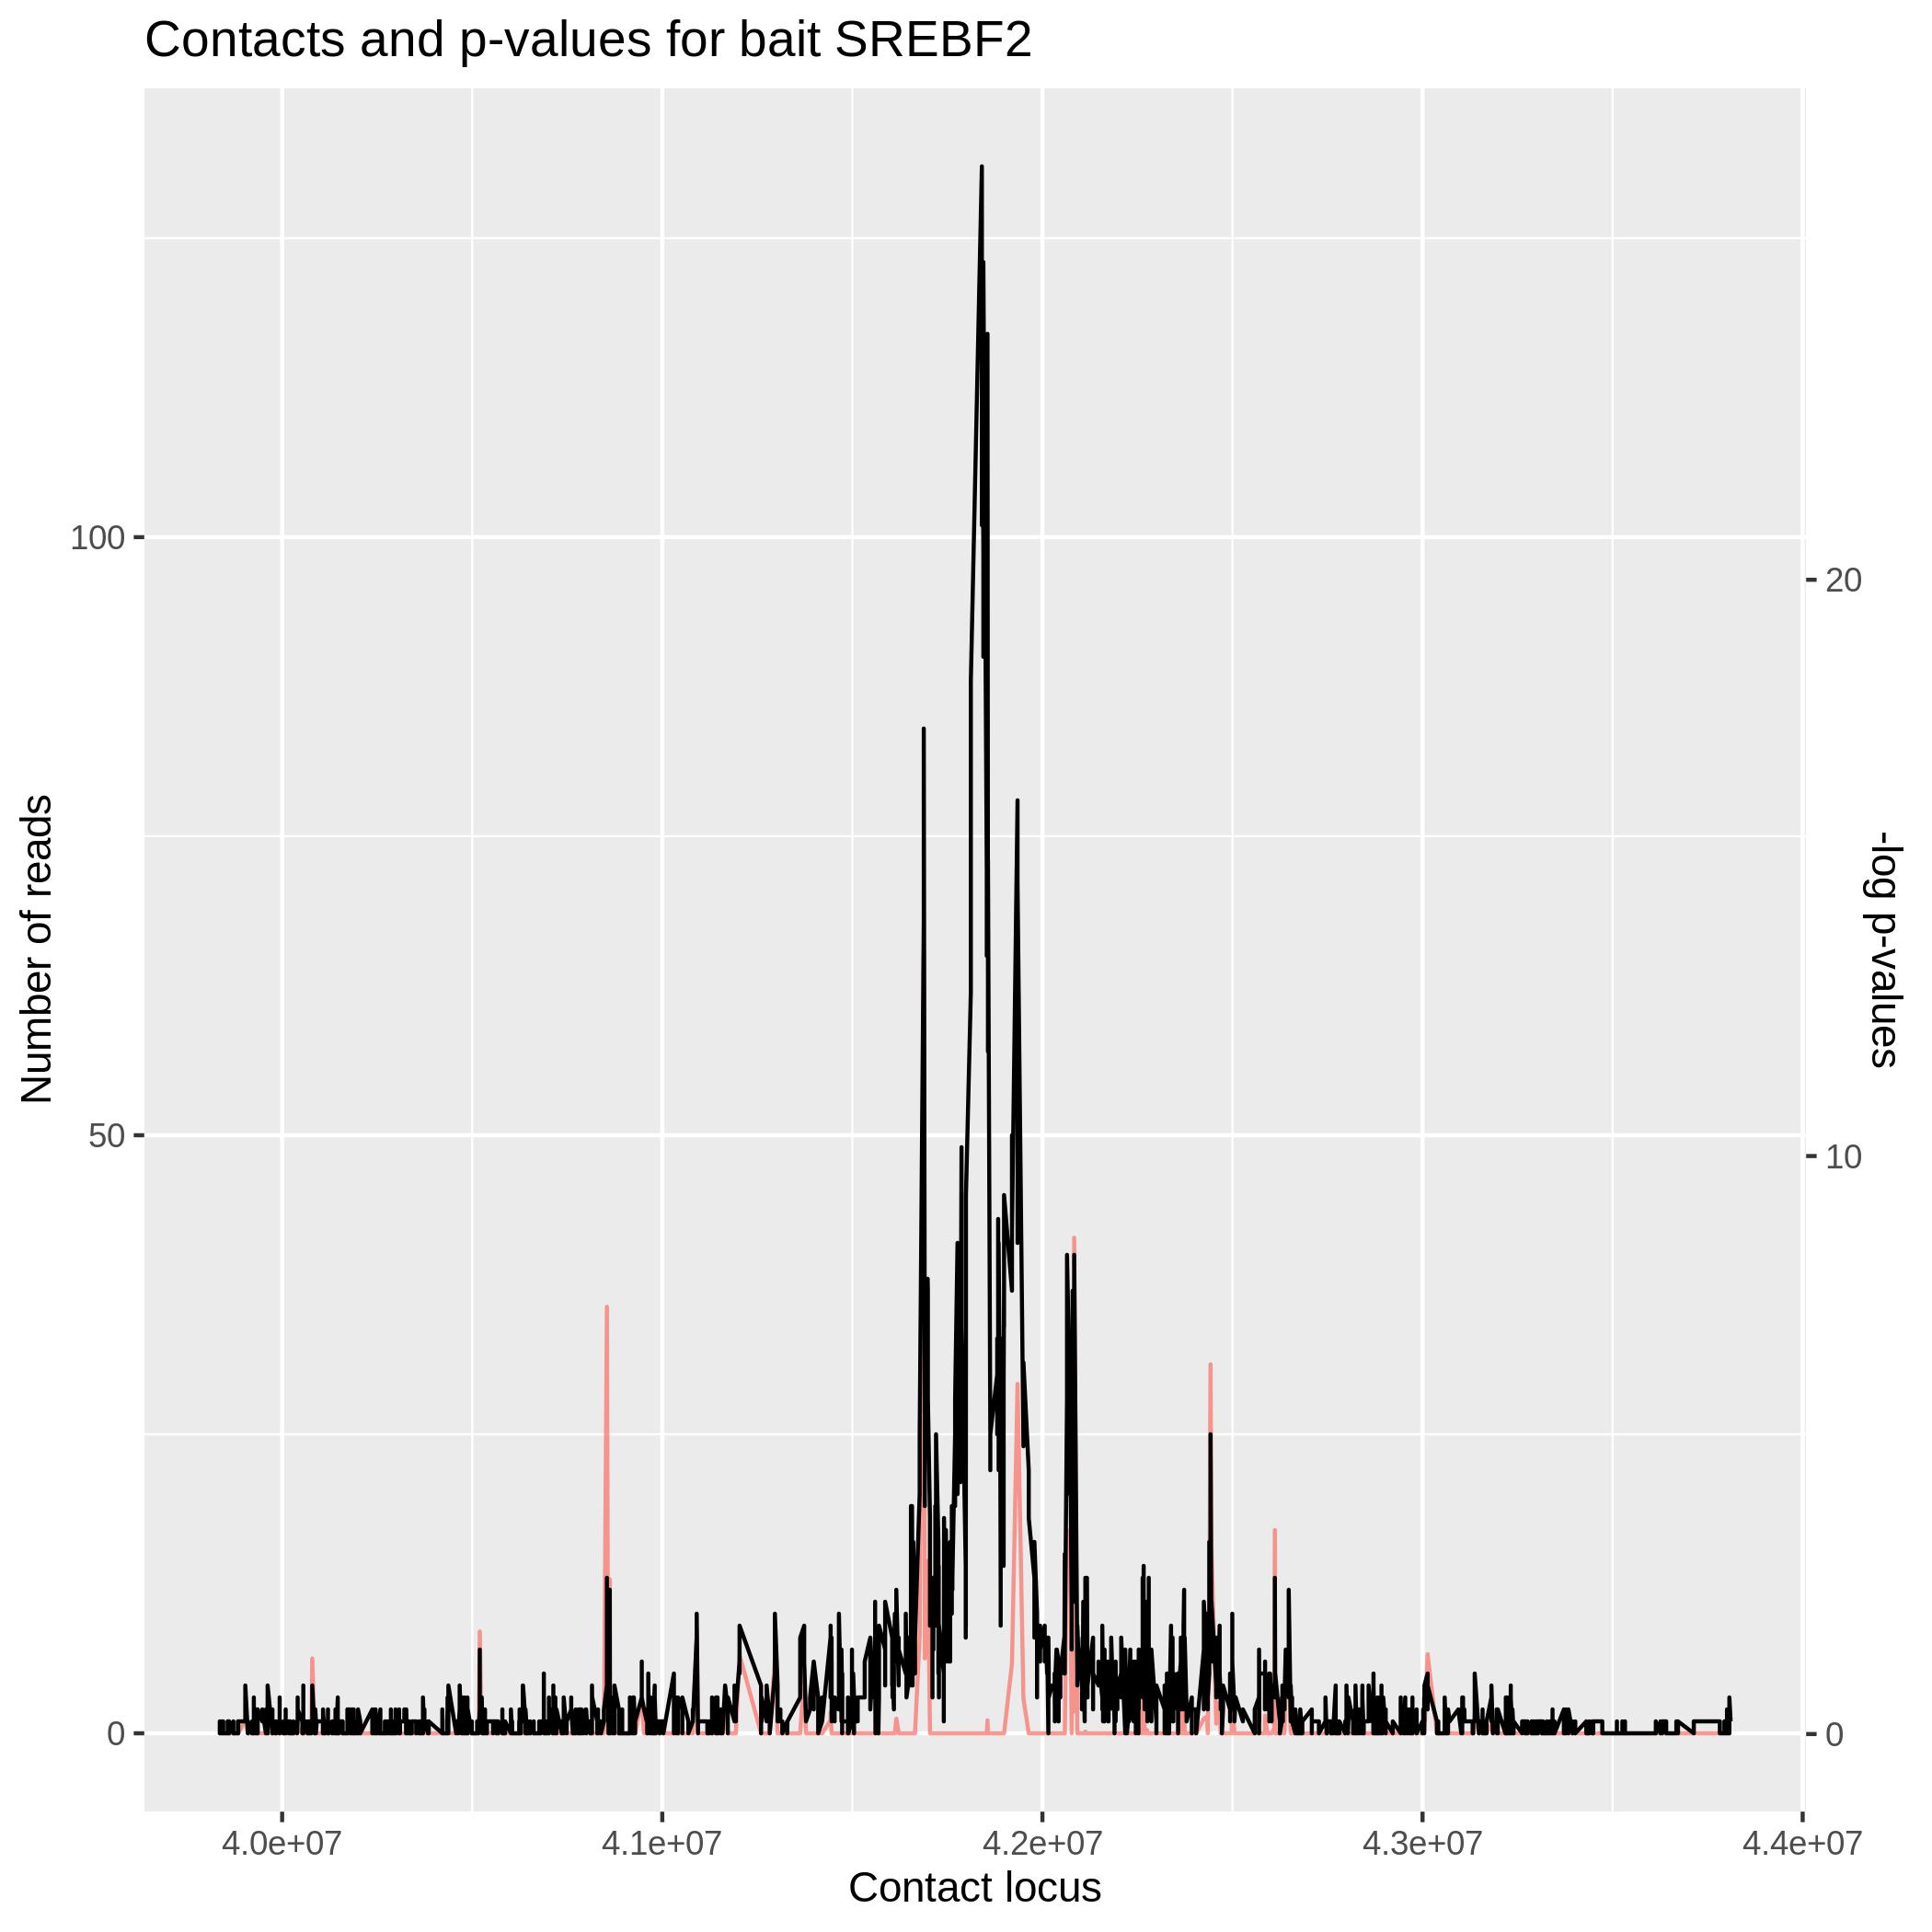 Contacts and p-values for bait SREBF2
Number of reads
100
50
0
20
10
0
-log p-values
4.0e+07
4.1e+07
4.2e+07
4.3e+07
4.4e+07
Contact locus